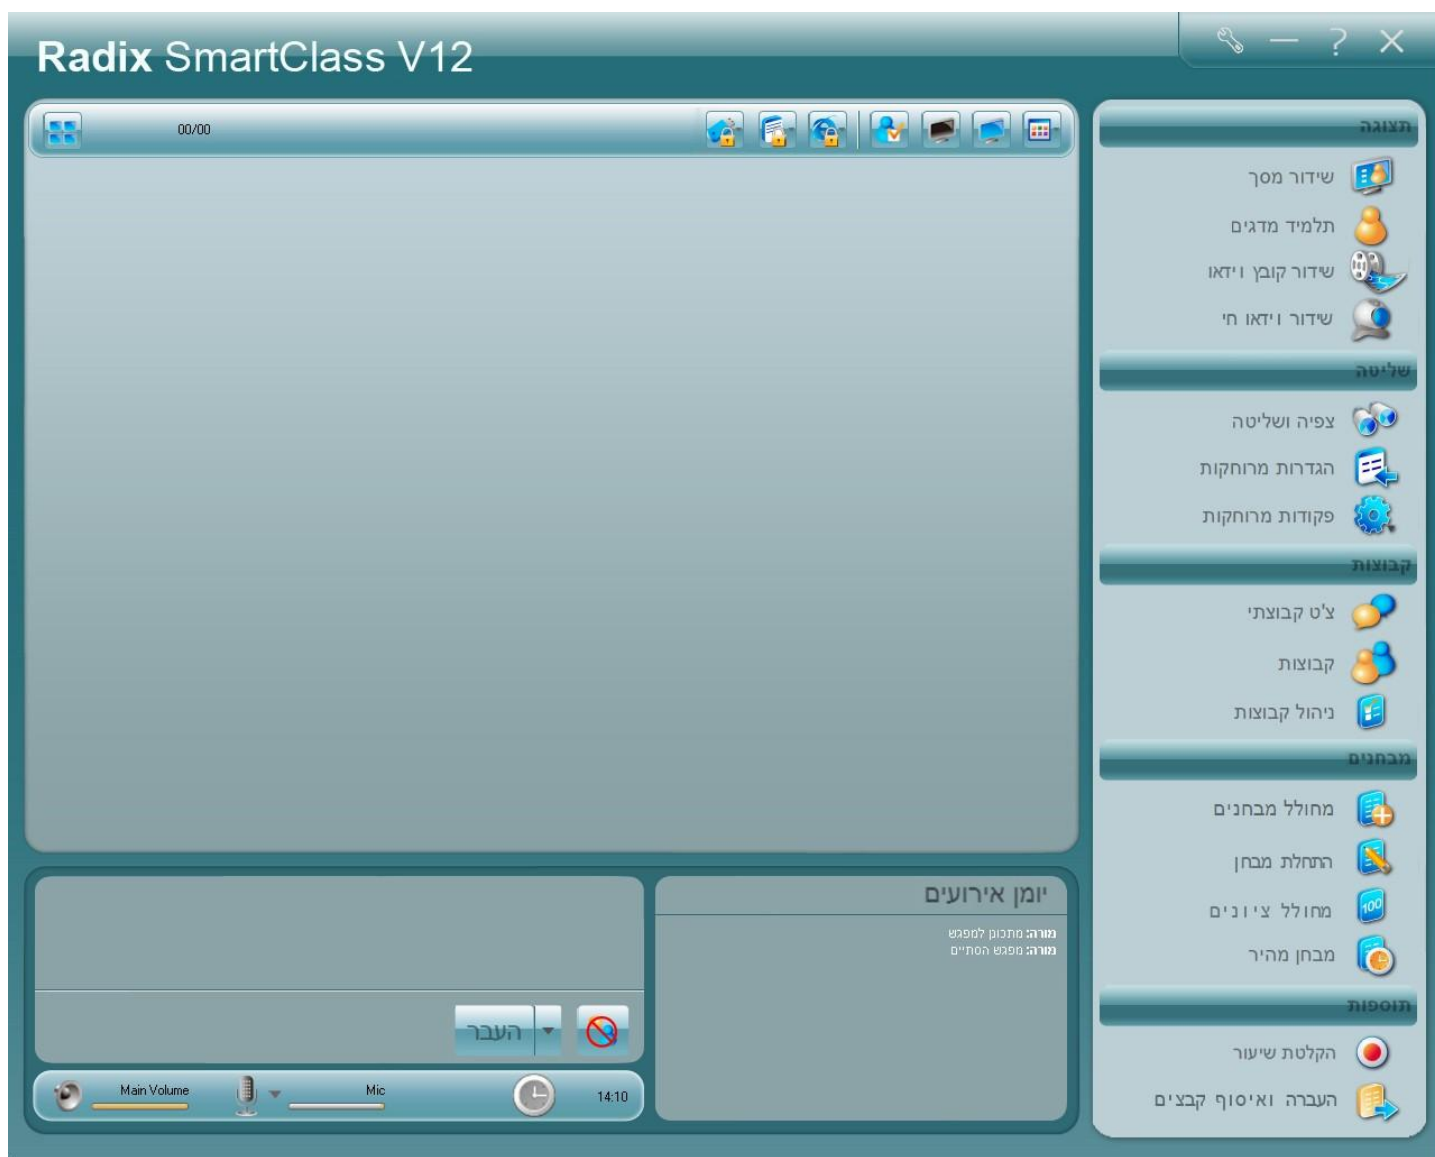 Radix SmartClass V12
00/00
תצוגה
שידור מסך
תלמיד מדגים
שידור קובץ וידאו
שידור וידאו חי
שליטה
צפיה ושליטה
הגדרות מרוחקות
פקודות מרוחקות
קבוצות
צ'ט קבוצתי
קבוצות
ניהול קבוצות
מבחנים
מחולל מבחנים
התחלת מבחן
מחולל ציונים
100
מבחן מהיר
תוספות
הקלטת שיעור
העברה ואיסוף קבצים
יומן אירועים
מורה: מתכונן למפגש
מורה: מפגש הסתיים
העבר
Main Volume
Mic
14:10